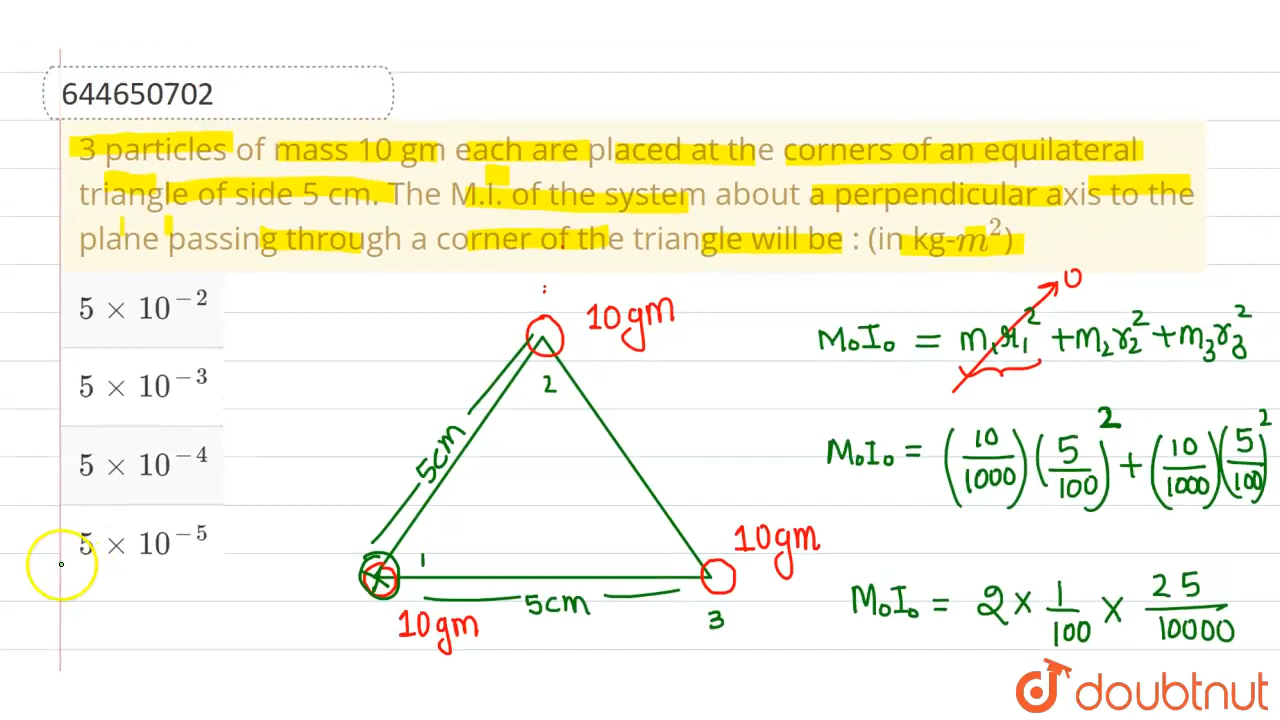 644650702
3 particles of mass 10 gm each are placed at the corners of an equilateral
triangle of side 5 cm. The M.I. of the system about a perpendicular axis to the
plane passing through a corner of the triangle will be : (in kg-m²)
5 × 10⁻²
5 × 10⁻³
5 × 10⁻⁴
5 × 10⁻⁵
10gm
2
5cm
1
10gm
5cm
10gm
3
0
M₀I₀ = m₁r₁² + m₂r₂² + m₃r₃²
M₀I₀ = (10/1000)(5/100)² + (10/1000)(5/100)²
M₀I₀ = 2 × 1/100 × 25/10000
doubtnut